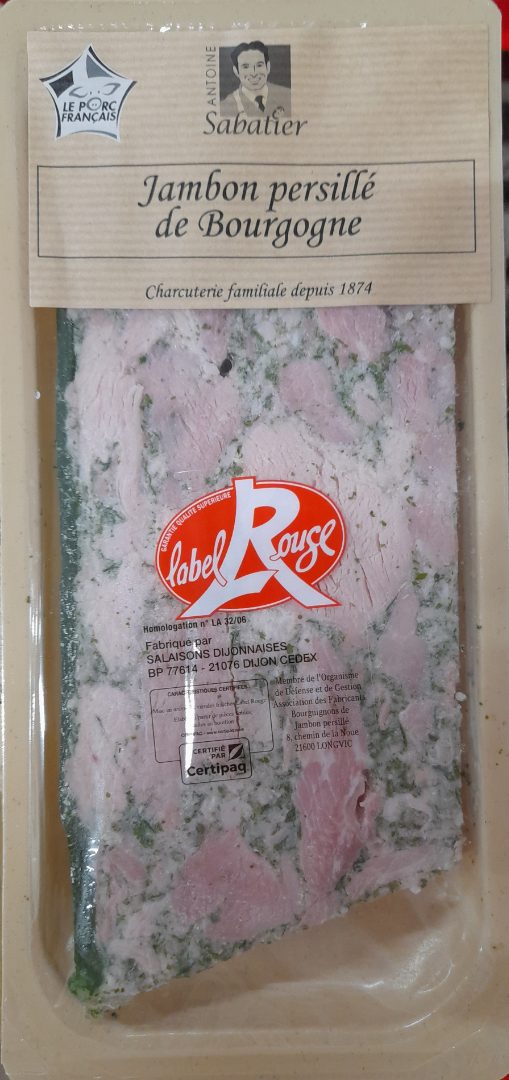 LE PORC
FRANÇAIS
ANTOINE
Sabatier
Jambon persillé
de Bourgogne
Charcuterie familiale depuis 1874
GARANTIE QUALITÉ SUPÉRIEURE
label Rouge
Homologation n° LA 32/06
Fabriqué par
SALAISONS DIJONNAISES
BP 77614 - 21076 DIJON CEDEX
CARACTÉRISTIQUES CERTIFIÉES
CERTIFIÉ
PAR
Certipaq
Membre de l'Organisme
de Défense et de Gestion
Association des Fabricants
Bourguignons de
Jambon persillé
8, chemin de la Noue
21600 LONGVIC